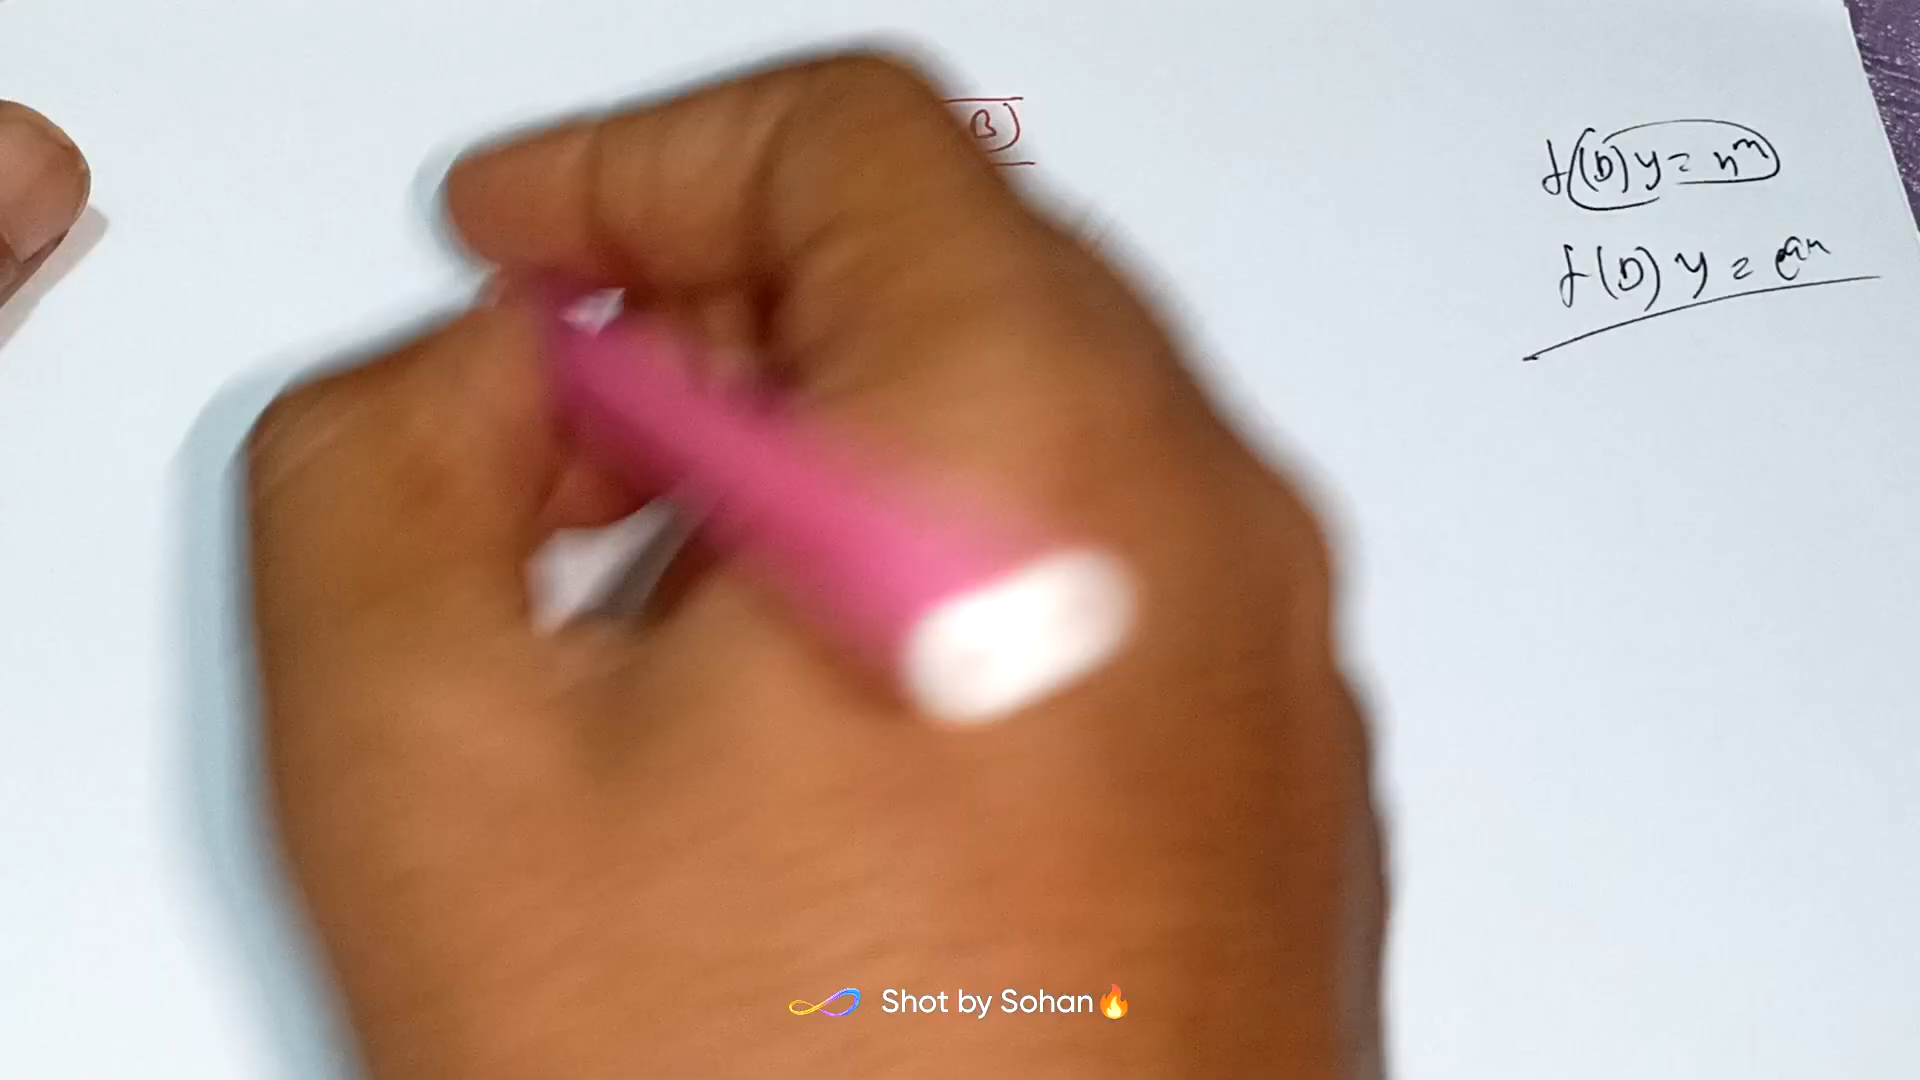 B)
f(D) y = x^m
f(D) y = e^ax
Shot by Sohan🔥